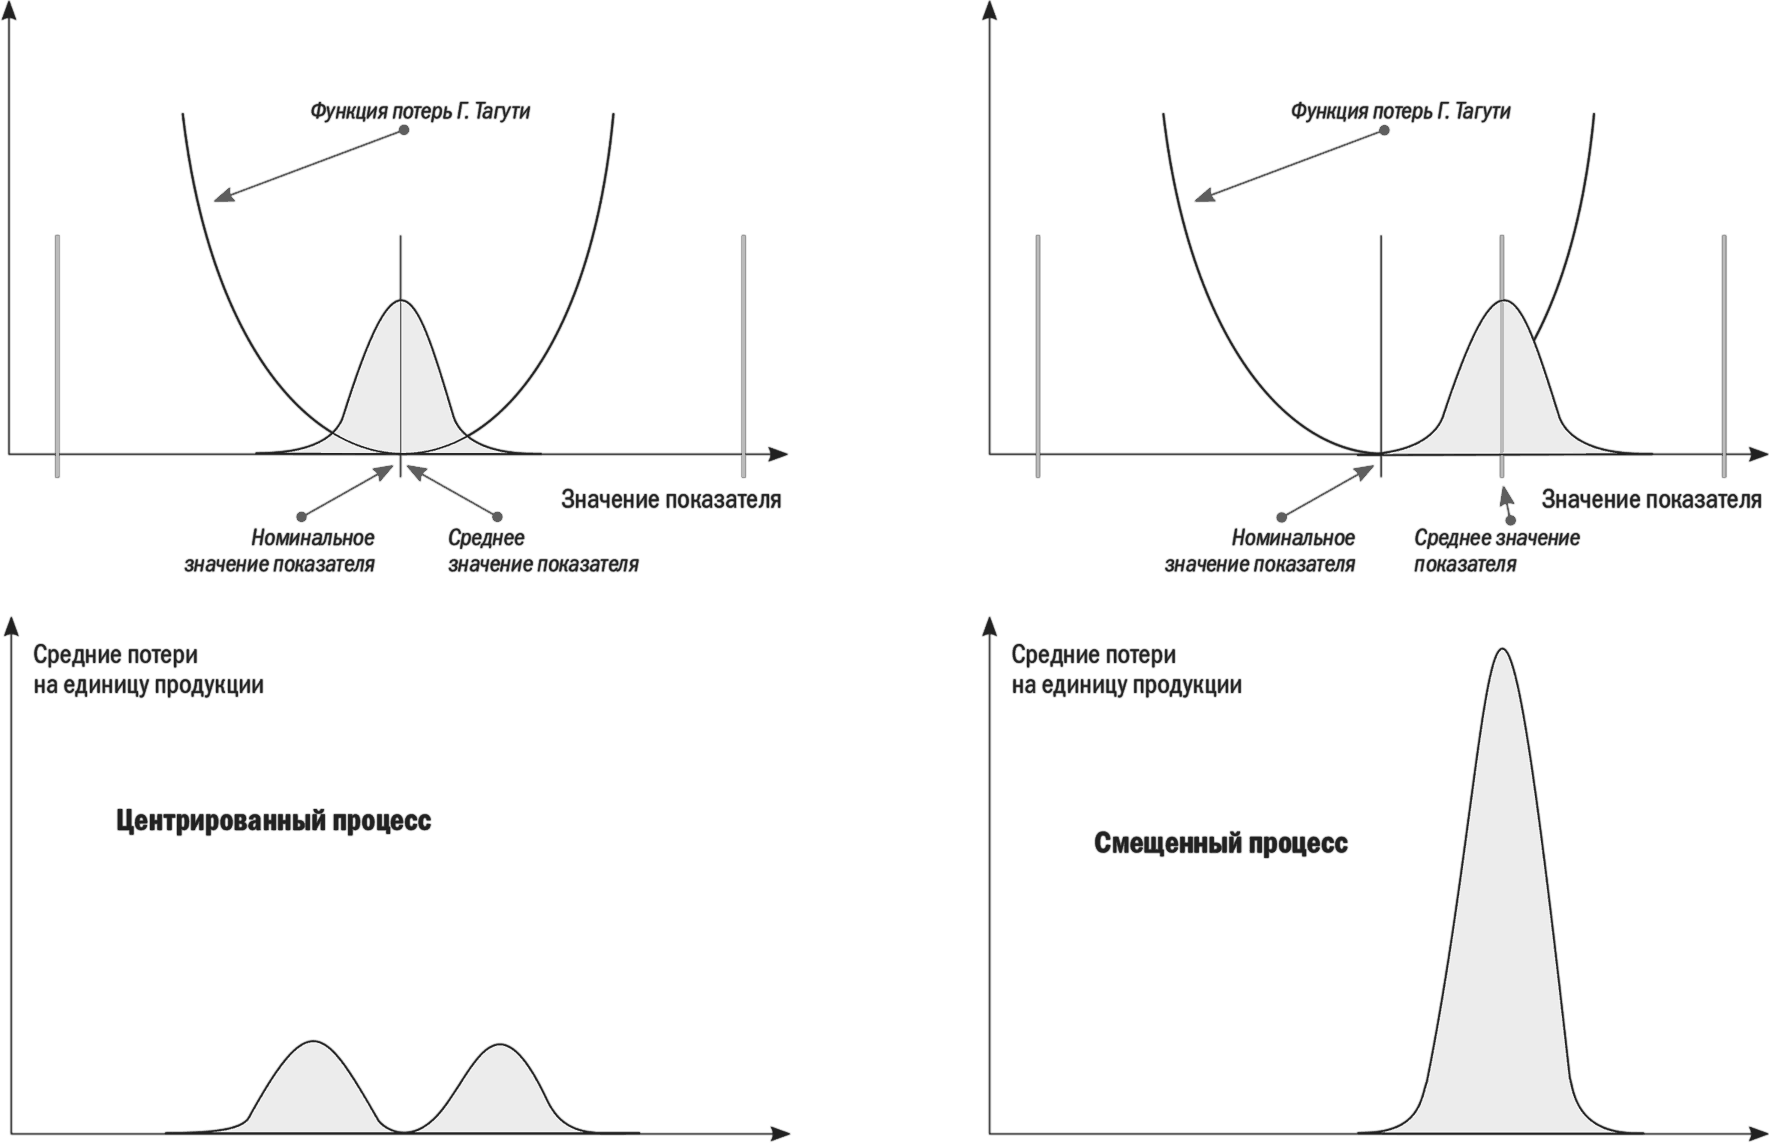 Функция потерь Г. Тагути
Значение показателя
Номинальное
значение показателя
Среднее
значение показателя
Функция потерь Г. Тагути
Значение показателя
Номинальное
значение показателя
Среднее значение
показателя
Средние потери
на единицу продукции
Центрированный процесс
Средние потери
на единицу продукции
Смещенный процесс